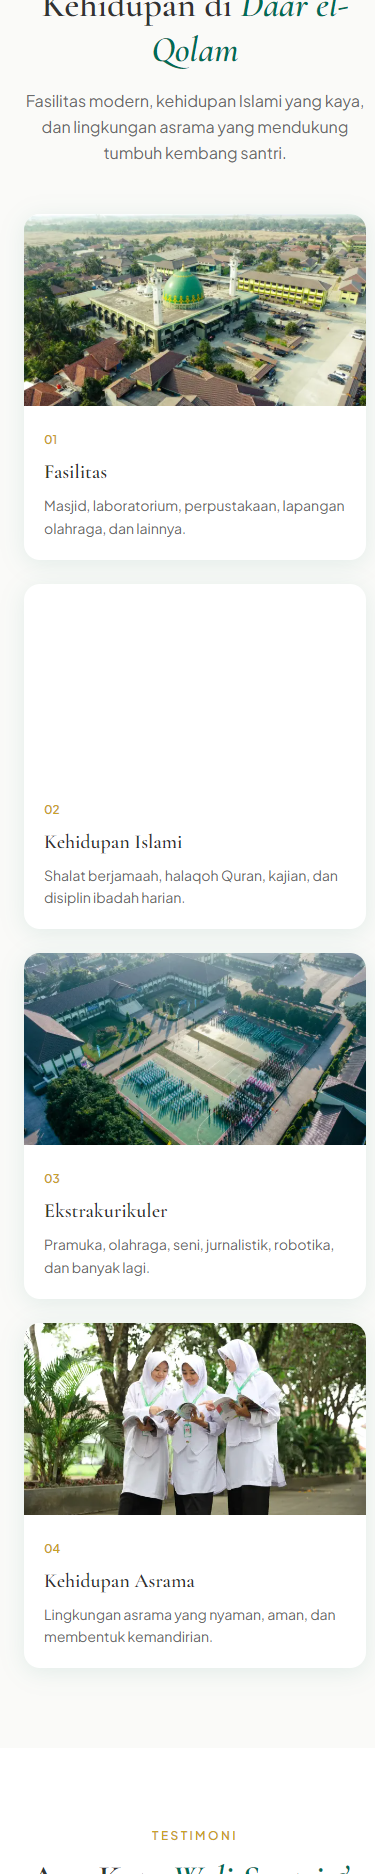 Kehidupan di Daar el-
Qolam
Fasilitas modern, kehidupan Islami yang kaya,
dan lingkungan asrama yang mendukung
tumbuh kembang santri.
01
Fasilitas
Masjid, laboratorium, perpustakaan, lapangan
olahraga, dan lainnya.
02
Kehidupan Islami
Shalat berjamaah, halaqoh Quran, kajian, dan
disiplin ibadah harian.
03
Ekstrakurikuler
Pramuka, olahraga, seni, jurnalistik, robotika,
dan banyak lagi.
04
Kehidupan Asrama
Lingkungan asrama yang nyaman, aman, dan
membentuk kemandirian.
TESTIMONI